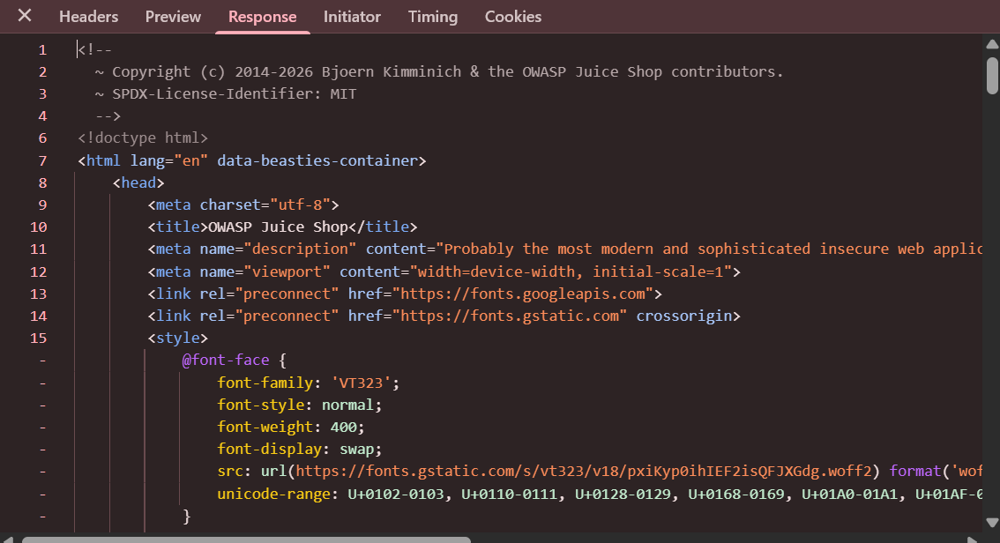 Headers Preview Response Initiator Timing Cookies
1 <!--
2 ~ Copyright (c) 2014-2026 Bjoern Kimminich & the OWASP Juice Shop contributors.
3 ~ SPDX-License-Identifier: MIT
4 -->
6 <!doctype html>
7 <html lang="en" data-beasties-container>
8 <head>
9 <meta charset="utf-8">
10 <title>OWASP Juice Shop</title>
11 <meta name="description" content="Probably the most modern and sophisticated insecure web applic
12 <meta name="viewport" content="width=device-width, initial-scale=1">
13 <link rel="preconnect" href="https://fonts.googleapis.com">
14 <link rel="preconnect" href="https://fonts.gstatic.com" crossorigin>
15 <style>
- @font-face {
- font-family: 'VT323';
- font-style: normal;
- font-weight: 400;
- font-display: swap;
- src: url(https://fonts.gstatic.com/s/vt323/v18/pxiKyp0ihIEF2isQFJXGdg.woff2) format('wof
- unicode-range: U+0102-0103, U+0110-0111, U+0128-0129, U+0168-0169, U+01A0-01A1, U+01AF-0
- }